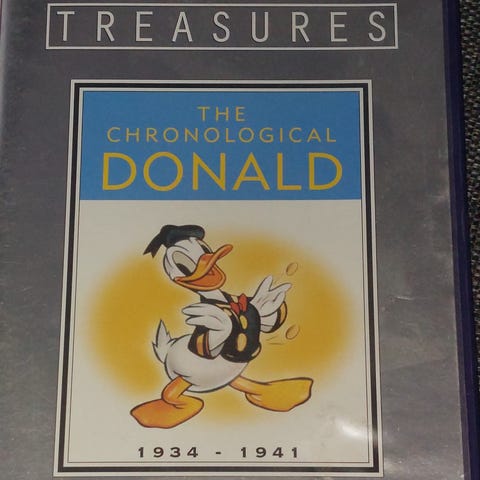 TREASURES
THE
CHRONOLOGICAL
DONALD
1934 - 1941